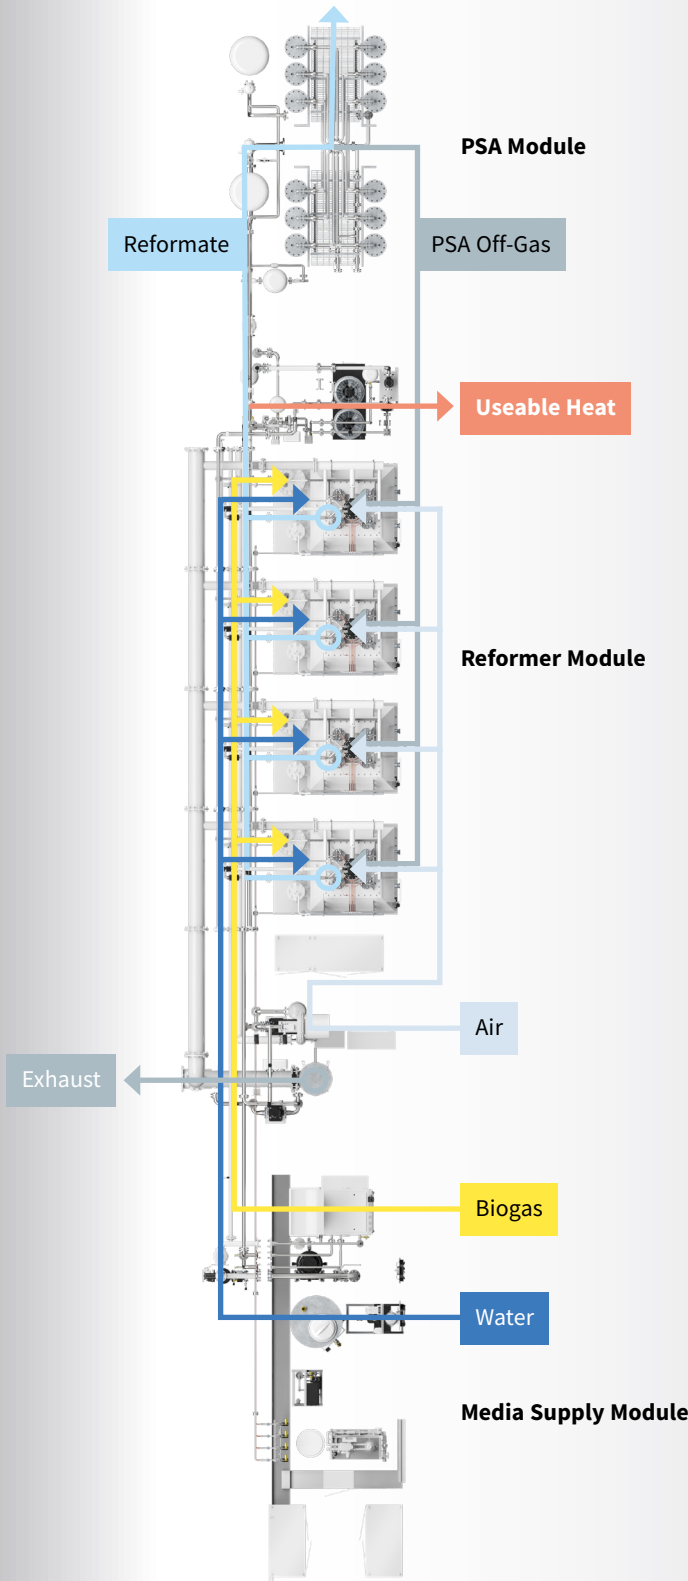 PSA Module
Reformate
PSA Off-Gas
Useable Heat
Reformer Module
Air
Exhaust
Biogas
Water
Media Supply Module